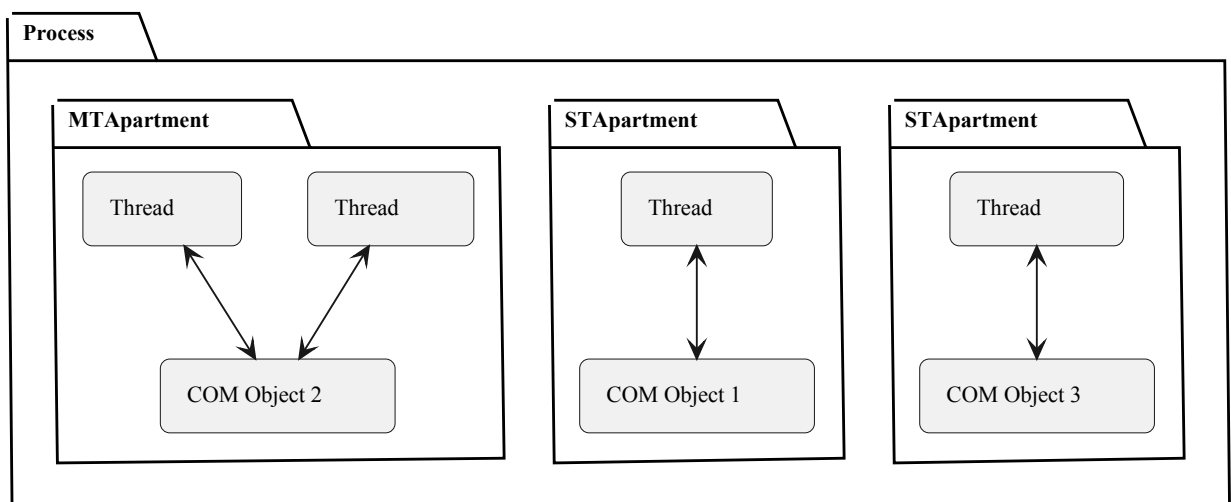 Process
MTApartment
STApartment
STApartment
Thread
Thread
Thread
Thread
COM Object 2
COM Object 1
COM Object 3